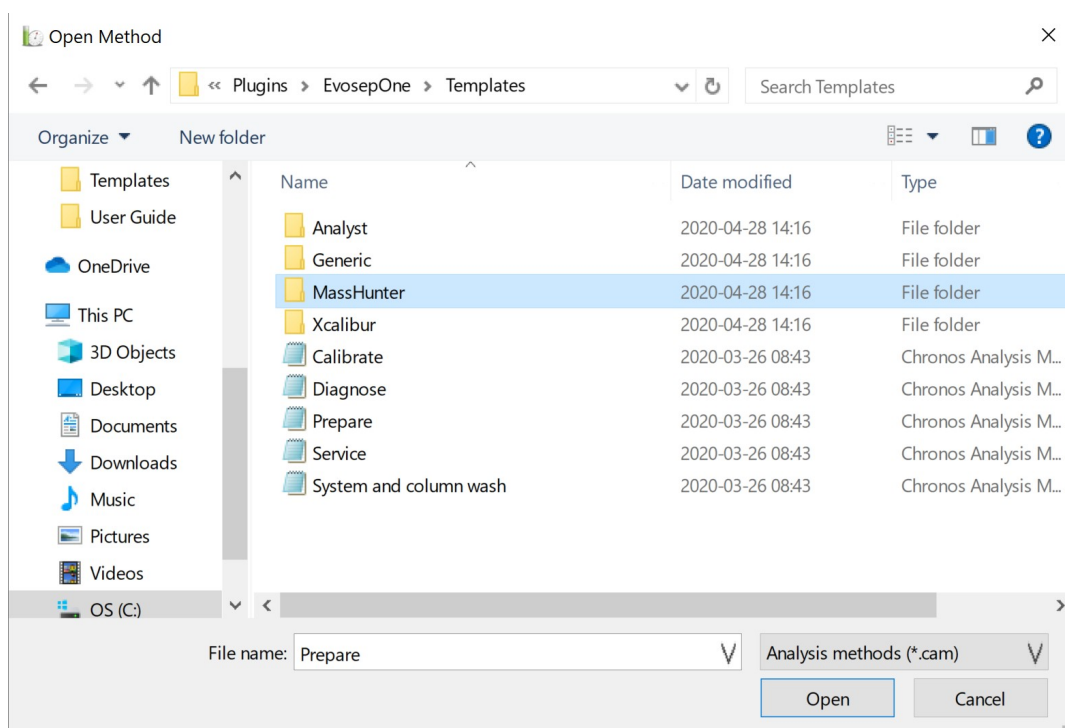 Open Method
« Plugins > EvosepOne > Templates
Search Templates
Organize
New folder
Templates
User Guide
OneDrive
This PC
3D Objects
Desktop
Documents
Downloads
Music
Pictures
Videos
OS (C:)
Name Date modified Type
Analyst 2020-04-28 14:16 File folder
Generic 2020-04-28 14:16 File folder
MassHunter 2020-04-28 14:16 File folder
Xcalibur 2020-04-28 14:16 File folder
Calibrate 2020-03-26 08:43 Chronos Analysis M...
Diagnose 2020-03-26 08:43 Chronos Analysis M...
Prepare 2020-03-26 08:43 Chronos Analysis M...
Service 2020-03-26 08:43 Chronos Analysis M...
System and column wash 2020-03-26 08:43 Chronos Analysis M...
File name: Prepare
Analysis methods (*.cam)
Open
Cancel